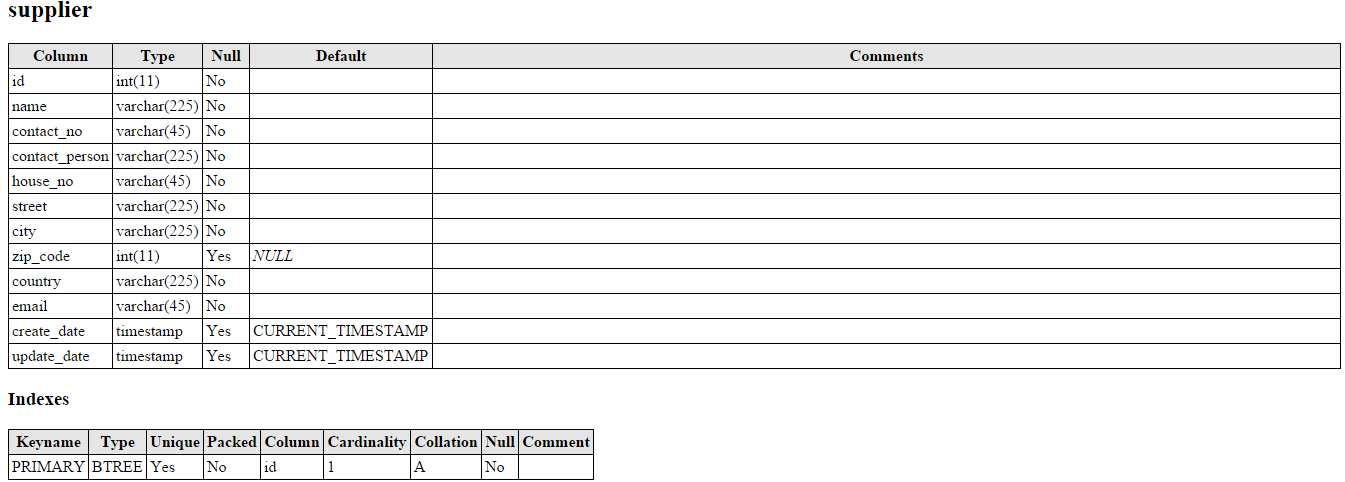 supplier
Column Type Null Default Comments
id int(11) No
name varchar(225) No
contact_no varchar(45) No
contact_person varchar(225) No
house_no varchar(45) No
street varchar(225) No
city varchar(225) No
zip_code int(11) Yes NULL
country varchar(225) No
email varchar(45) No
create_date timestamp Yes CURRENT_TIMESTAMP
update_date timestamp Yes CURRENT_TIMESTAMP
Indexes
Keyname Type Unique Packed Column Cardinality Collation Null Comment
PRIMARY BTREE Yes No id 1 A No